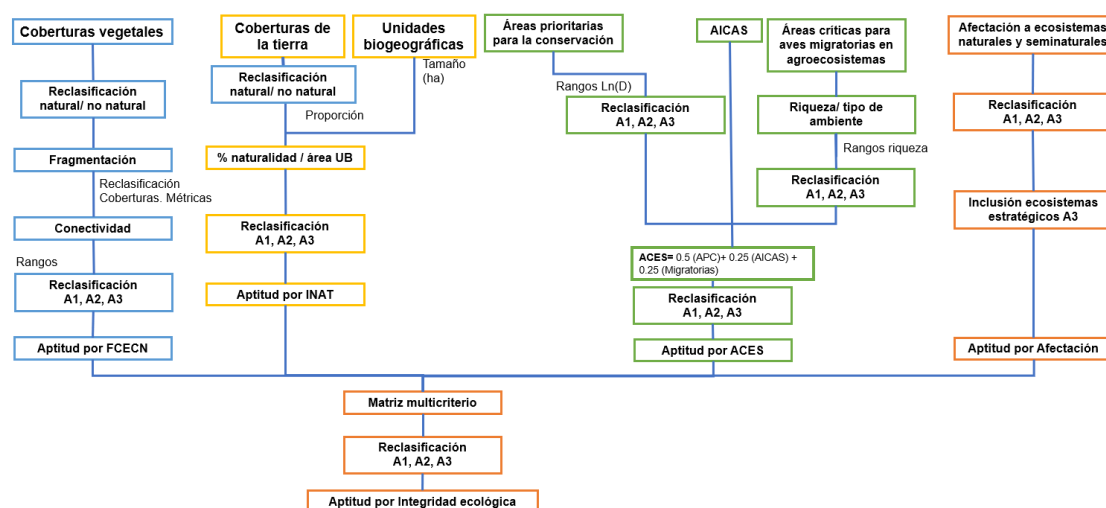 Coberturas vegetales
Reclasificación
natural/ no natural
Fragmentación
Reclasificación
Coberturas. Métricas
Conectividad
Rangos
Reclasificación
A1, A2, A3
Aptitud por FCECN
Coberturas de
la tierra
Unidades
biogeográficas
Reclasificación
natural/ no natural
Tamaño
(ha)
Proporción
% naturalidad / área UB
Reclasificación
A1, A2, A3
Aptitud por INAT
Áreas prioritarias
para la conservación
AICAS
Áreas criticas para
aves migratorias en
agroecosistemas
Rangos Ln(D)
Reclasificación
A1, A2, A3
Riqueza/ tipo de
ambiente
Rangos riqueza
Reclasificación
A1, A2, A3
ACES= 0.5 (APC)+ 0.25 (AICAS) +
0.25 (Migratorias)
Reclasificación
A1, A2, A3
Aptitud por ACES
Afectación a ecosistemas
naturales y seminaturales
Reclasificación
A1, A2, A3
Inclusión ecosistemas
estratégicos A3
Aptitud por Afectación
Matriz multicriterio
Reclasificación
A1, A2, A3
Aptitud por Integridad ecológica